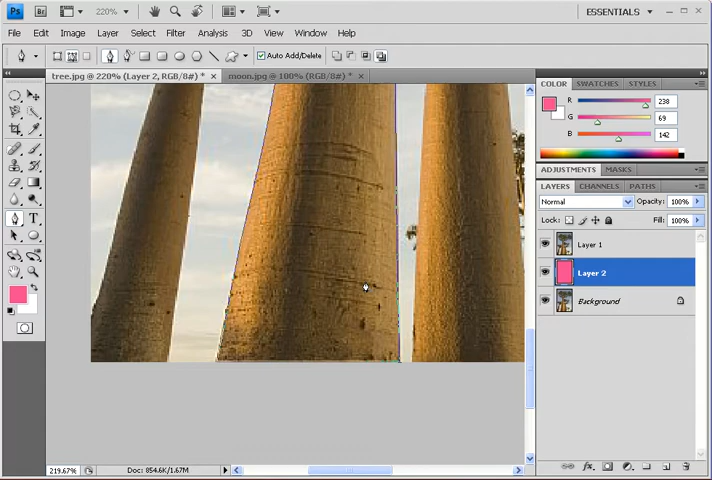 Ps Br 220% ESSENTIALS
File Edit Image Layer Select Filter Analysis 3D View Window Help
Auto Add/Delete
tree.jpg @ 220% (Layer 2, RGB/8#) * × moon.jpg @ 100% (RGB/8#) * ×
COLOR SWATCHES STYLES
R 238
G 69
B 142
ADJUSTMENTS MASKS
LAYERS CHANNELS PATHS
Normal Opacity: 100%
Lock: Fill: 100%
Layer 1
Layer 2
Background
T
219.67% Doc: 854.6K/1.67M
fx